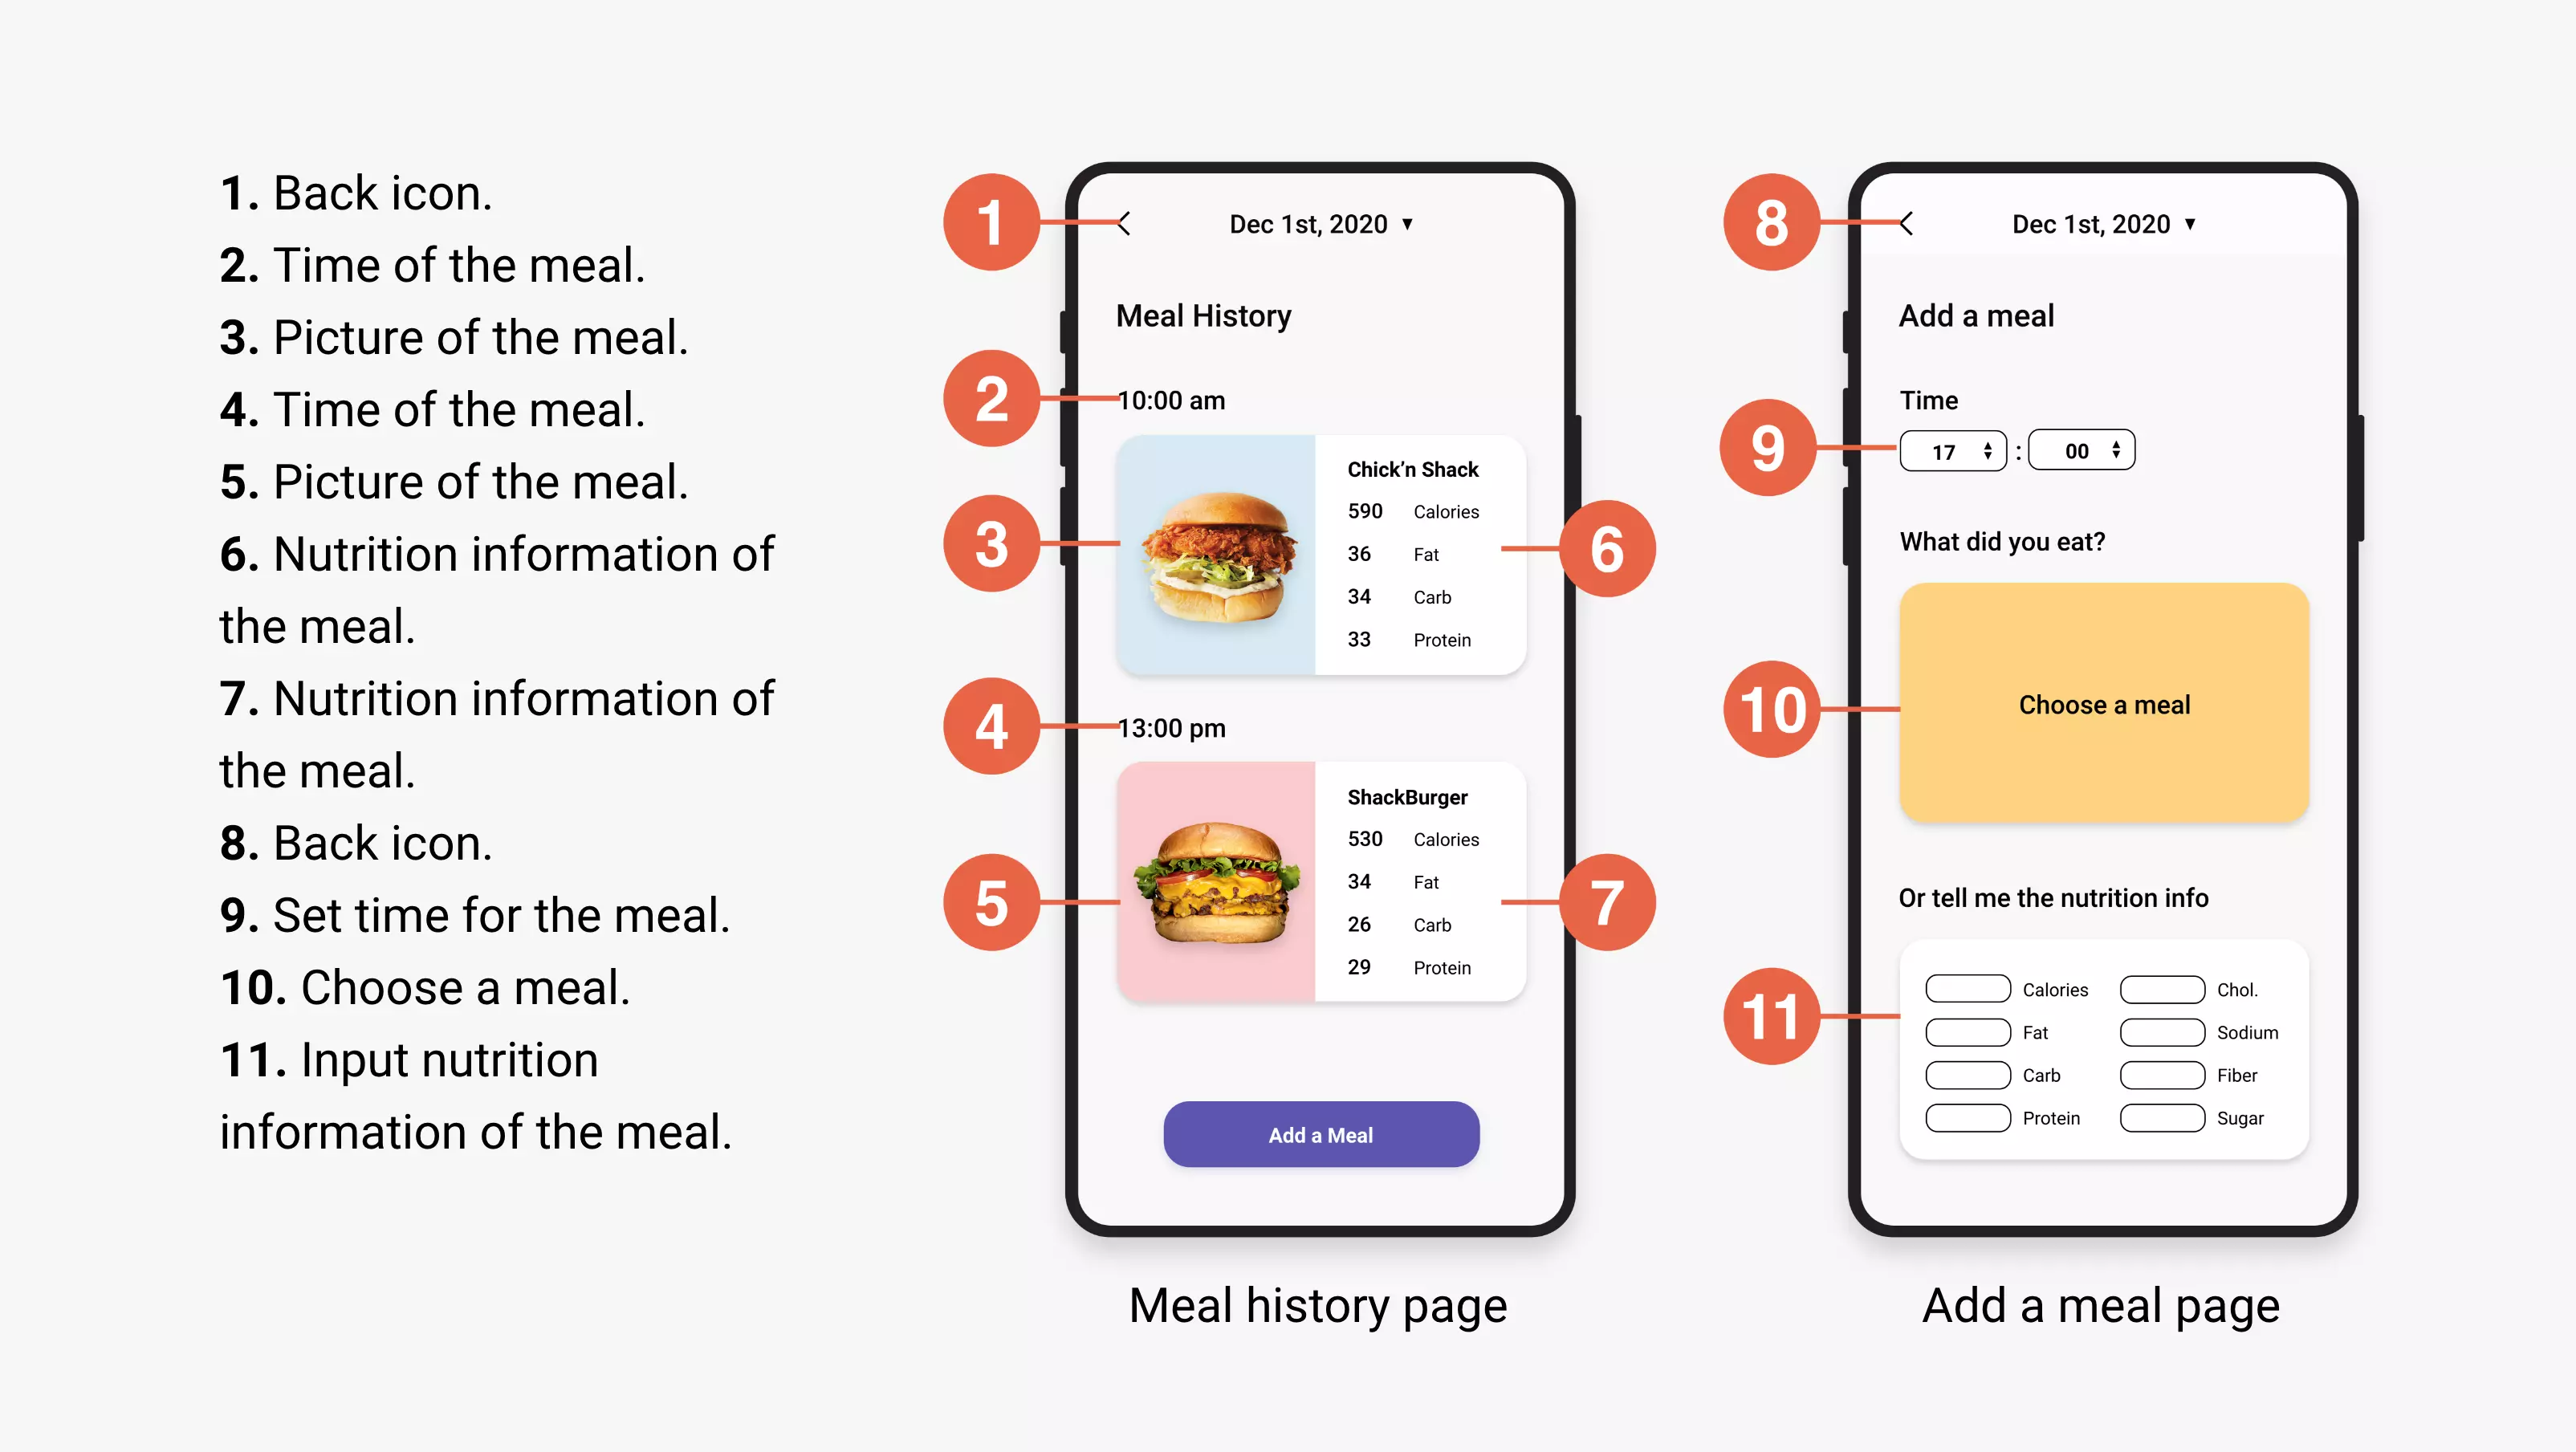 1. Back icon.
2. Time of the meal.
3. Picture of the meal.
4. Time of the meal.
5. Picture of the meal.
6. Nutrition information of
the meal.
7. Nutrition information of
the meal.
8. Back icon.
9. Set time for the meal.
10. Choose a meal.
11. Input nutrition
information of the meal.
1
Dec 1st, 2020 ▼
Meal History
2
10:00 am
3
Chick’n Shack
590 Calories
36 Fat
34 Carb
33 Protein
6
4
13:00 pm
5
ShackBurger
530 Calories
34 Fat
26 Carb
29 Protein
7
Add a Meal
Meal history page
8
Dec 1st, 2020 ▼
Add a meal
Time
9
17 : 00
What did you eat?
10
Choose a meal
Or tell me the nutrition info
11
Calories Chol.
Fat Sodium
Carb Fiber
Protein Sugar
Add a meal page